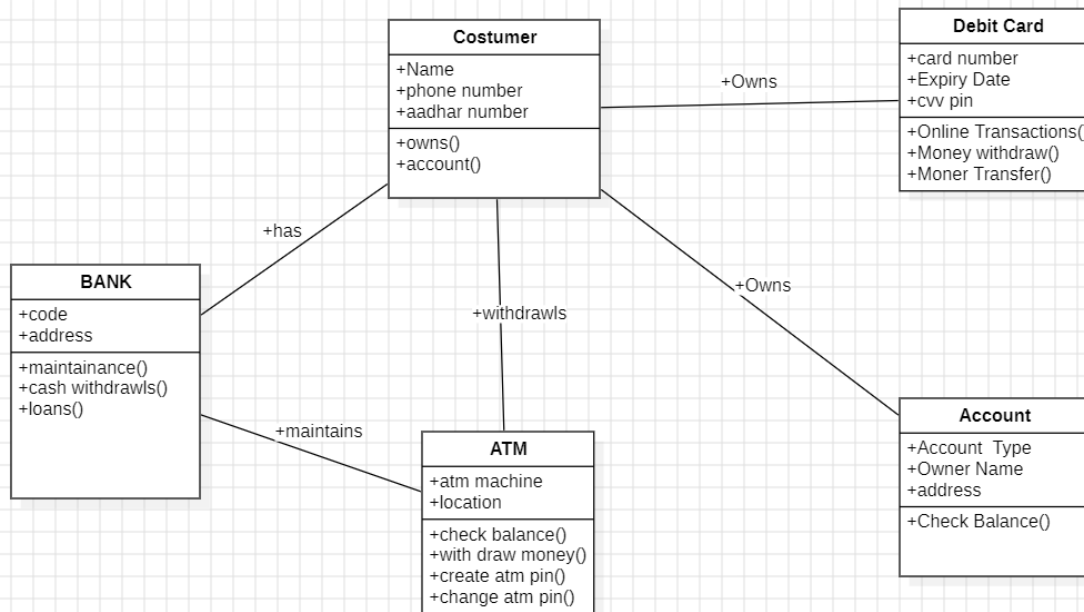 Costumer
+Name
+phone number
+aadhar number
+owns()
+account()
+Owns
Debit Card
+card number
+Expiry Date
+cvv pin
+Online Transactions(
+Money withdraw()
+Moner Transfer()
+has
+withdrawls
+Owns
BANK
+code
+address
+maintainance()
+cash withdrawls()
+loans()
+maintains
ATM
+atm machine
+location
+check balance()
+with draw money()
+create atm pin()
+change atm pin()
Account
+Account  Type
+Owner Name
+address
+Check Balance()